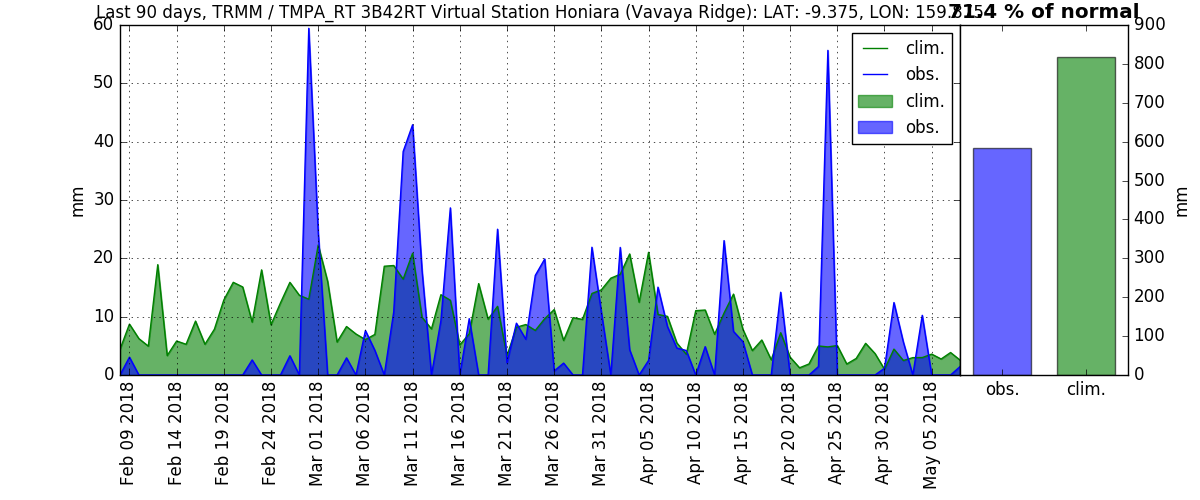 Last 90 days, TRMM / TMPA_RT 3B42RT Virtual Station Honiara (Vavaya Ridge): LAT: -9.375, LON:
71.4 % of normal
60
50
40
30
20
10
0
mm
clim.
obs.
clim.
obs.
900
800
700
600
500
400
300
200
100
0
mm
Feb 09 2018
Feb 14 2018
Feb 19 2018
Feb 24 2018
Mar 01 2018
Mar 06 2018
Mar 11 2018
Mar 16 2018
Mar 21 2018
Mar 26 2018
Mar 31 2018
Apr 05 2018
Apr 10 2018
Apr 15 2018
Apr 20 2018
Apr 25 2018
Apr 30 2018
May 05 2018
obs.
clim.